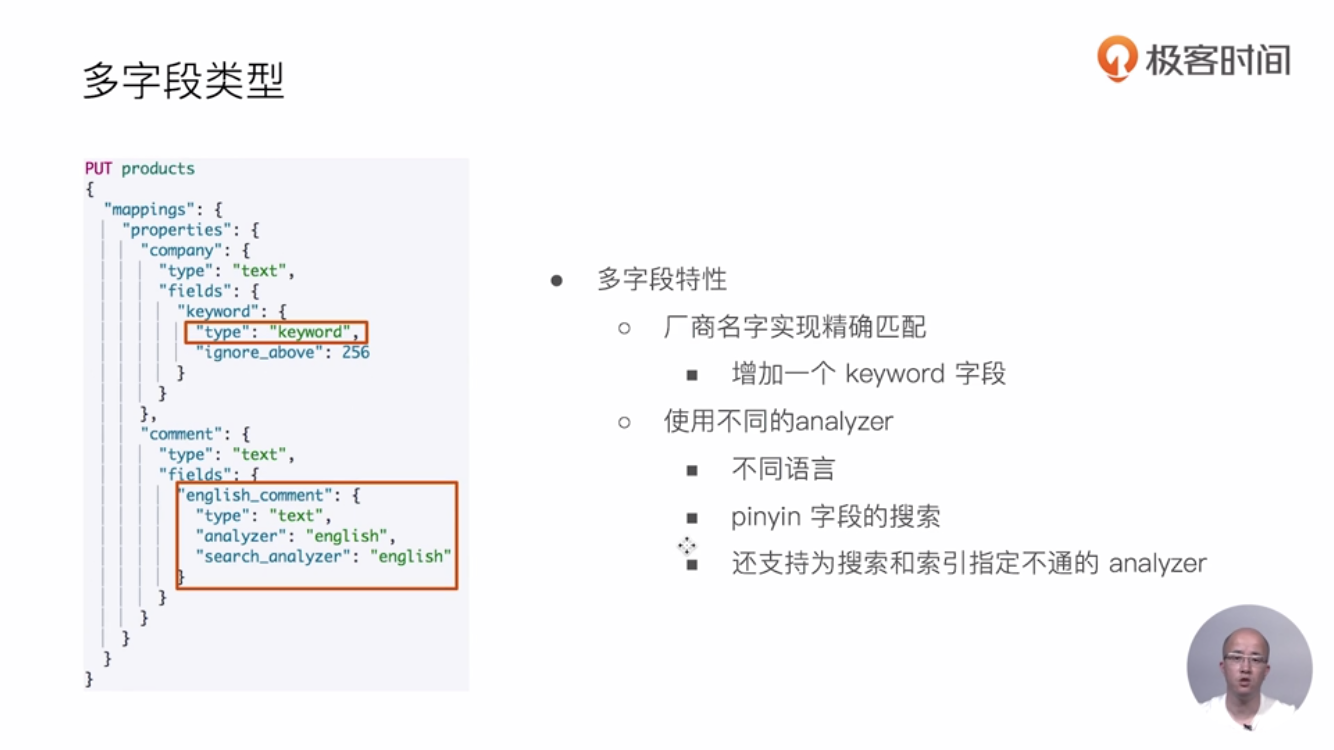 多字段类型
极客时间
PUT products
{
"mappings": {
"properties": {
"company": {
"type": "text",
"fields": {
"keyword": {
"type": "keyword",
"ignore_above": 256
}
}
},
"comment": {
"type": "text",
"fields": {
"english_comment": {
"type": "text",
"analyzer": "english",
"search_analyzer": "english"
}
}
}
}
}
}
多字段特性
厂商名字实现精确匹配
增加一个 keyword 字段
使用不同的analyzer
不同语言
pinyin 字段的搜索
还支持为搜索和索引指定不通的 analyzer